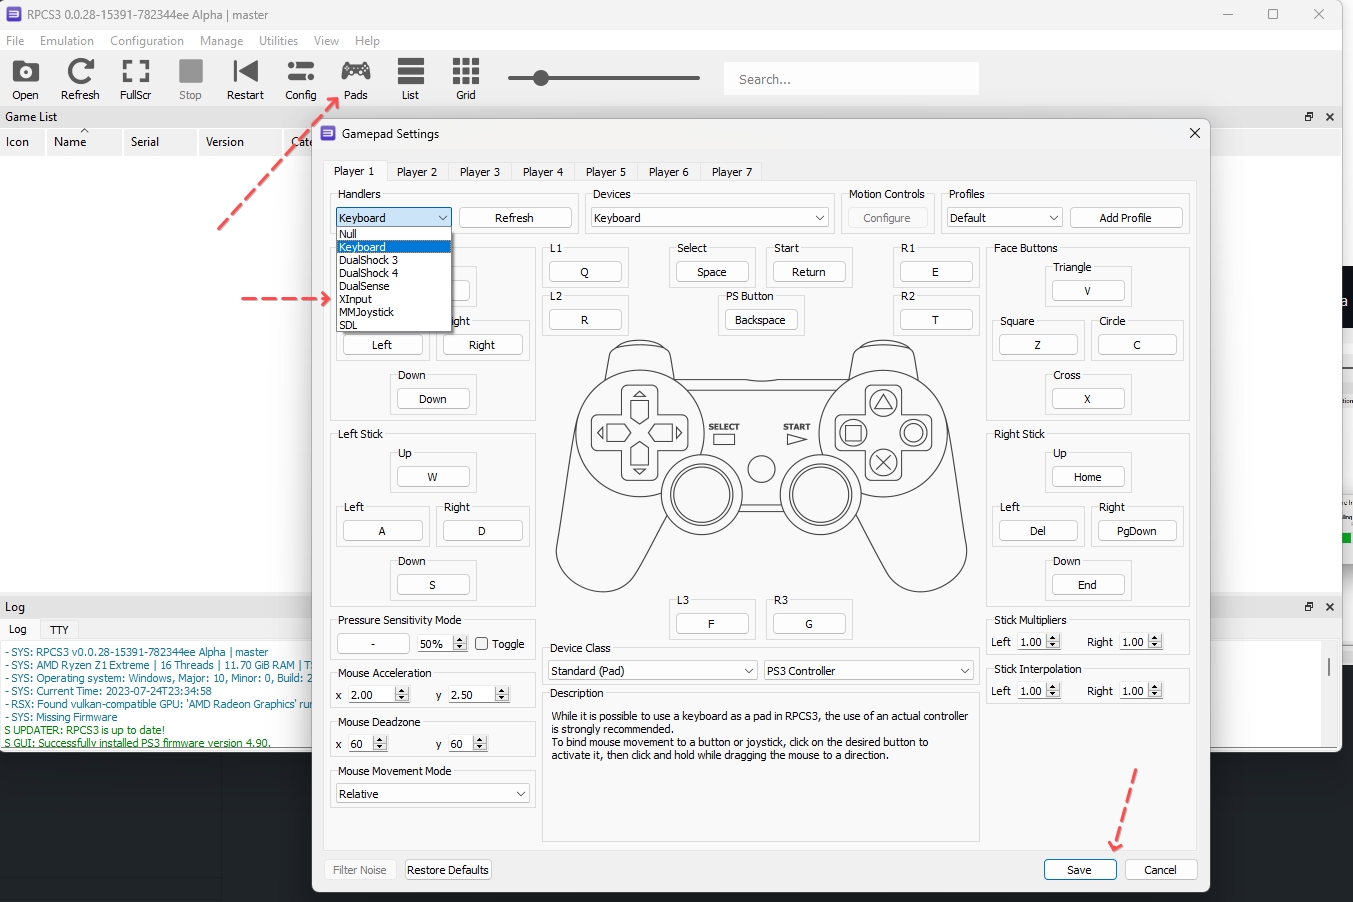 RPCS3 0.0.28-15391-782344ee Alpha | master
File Emulation Configuration Manage Utilities View Help
Open Refresh FullScr Stop Restart Config Pads List Grid
Search...
Game List
Icon Name Serial Version Cate
Gamepad Settings
Player 1 Player 2 Player 3 Player 4 Player 5 Player 6 Player 7
Handlers Devices Motion Controls Profiles
Keyboard Refresh Keyboard Configure Default Add Profile
Null
Keyboard
DualShock 3
DualShock 4
DualSense
XInput
MMJoystick
SDL
ight
Left Right
Down
Down
L1
Q
L2
R
Select
Space
Start
Return
PS Button
Backspace
R1
E
R2
T
Face Buttons
Triangle
V
Square Circle
Z C
Cross
X
SELECT START
Left Stick
Up
W
Left Right
A D
Down
S
Right Stick
Up
Home
Left Right
Del PgDown
Down
End
L3 R3
F G
Pressure Sensitivity Mode
- 50% Toggle
Mouse Acceleration
x 2.00 y 2.50
Mouse Deadzone
x 60 y 60
Mouse Movement Mode
Relative
Device Class
Standard (Pad) PS3 Controller
Description
While it is possible to use a keyboard as a pad in RPCS3, the use of an actual controller
is strongly recommended.
To bind mouse movement to a button or joystick, click on the desired button to
activate it, then click and hold while dragging the mouse to a direction.
Stick Multipliers
Left 1.00 Right 1.00
Stick Interpolation
Left 1.00 Right 1.00
Filter Noise Restore Defaults Save Cancel
Log
Log TTY
- SYS: RPCS3 v0.0.28-15391-782344ee Alpha | master
- SYS: AMD Ryzen Z1 Extreme | 16 Threads | 11.70 GiB RAM | TS
- SYS: Operating system: Windows, Major: 10, Minor: 0, Build: 2
- SYS: Current Time: 2023-07-24T23:34:58
- RSX: Found vulkan-compatible GPU: 'AMD Radeon Graphics' rur
- SYS: Missing Firmware
S UPDATER: RPCS3 is up to date!
S GUI: Successfully installed PS3 firmware version 4.90.